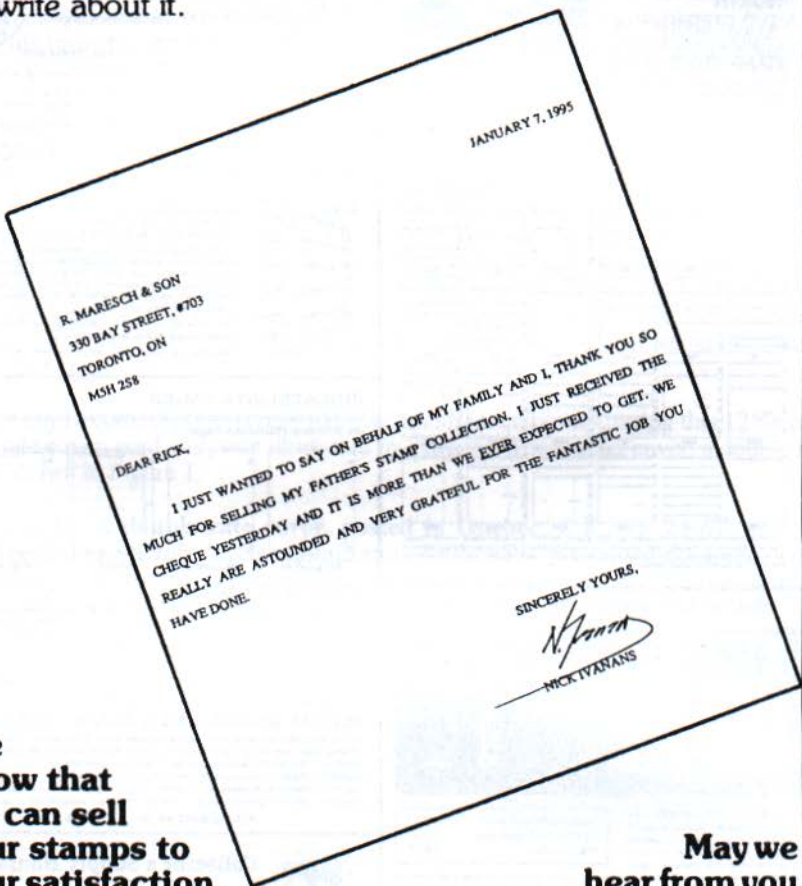 write about it.
JANUARY 7, 1995
R. MARESCH & SON
330 BAY STREET, #703
TORONTO, ON
M5H 2S8
DEAR RICK,
I JUST WANTED TO SAY ON BEHALF OF MY FAMILY AND I, THANK YOU SO
MUCH FOR SELLING MY FATHER'S STAMP COLLECTION. I JUST RECEIVED THE
CHEQUE YESTERDAY AND IT IS MORE THAN WE EVER EXPECTED TO GET. WE
REALLY ARE ASTOUNDED AND VERY GRATEFUL FOR THE FANTASTIC JOB YOU
HAVE DONE.
SINCERELY YOURS,
NICK IVANANS
ow that
can sell
ur stamps to
ur satisfaction
May we
hear from you